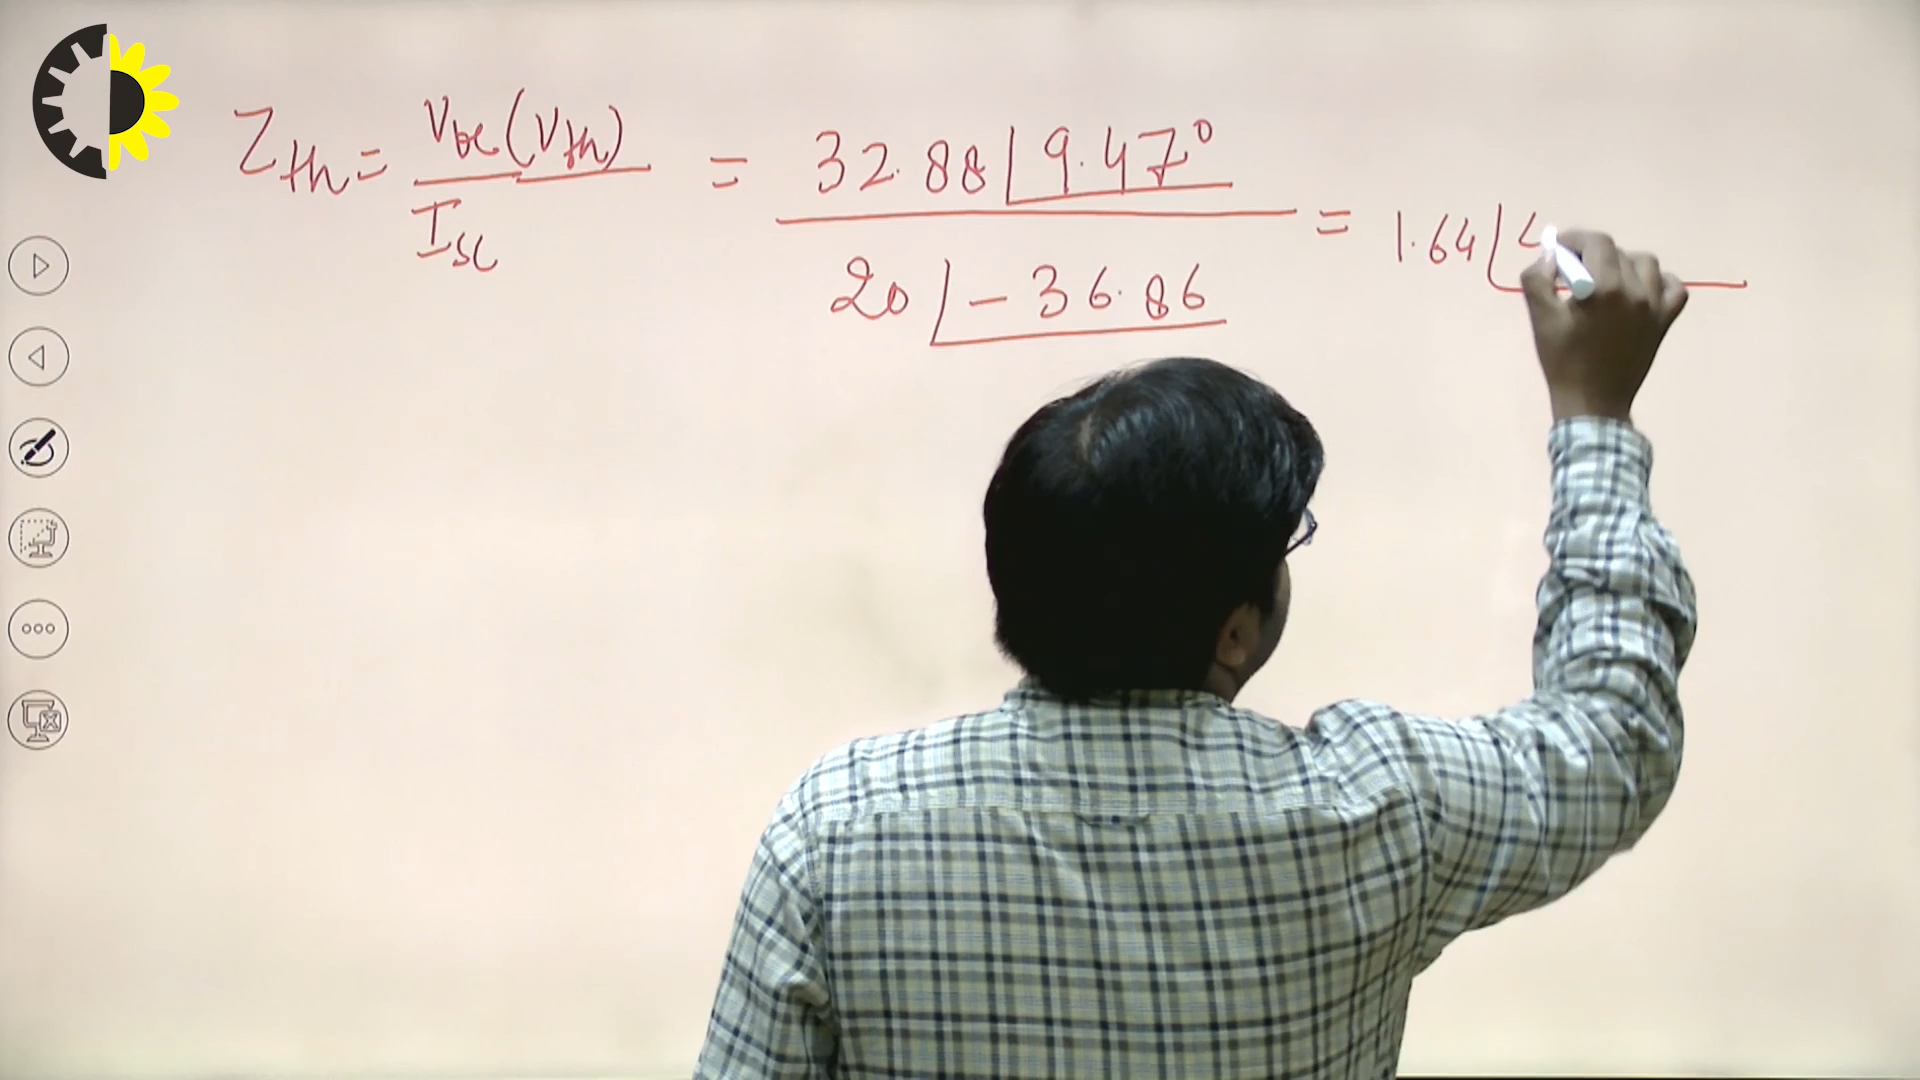 Zth = Voc (Vth) / Isc = 32.88 ∠9.47° / 20 ∠-36.86 = 1.64 ∠